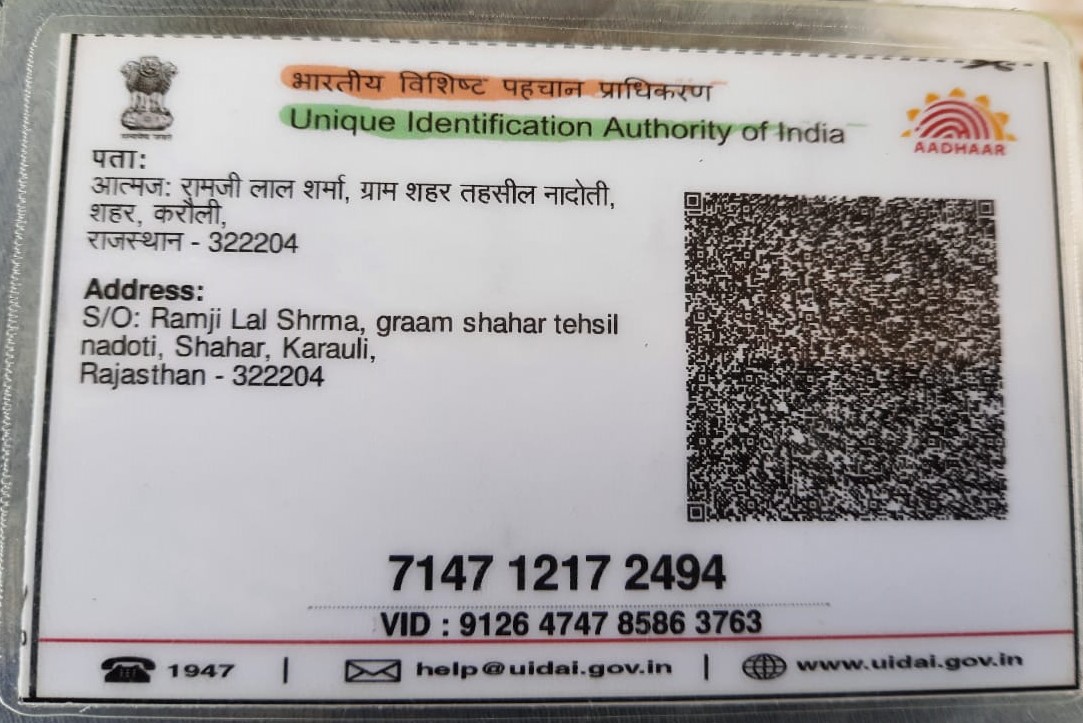 भारतीय विशिष्ट पहचान प्राधिकरण
Unique Identification Authority of India
AADHAAR
पता:
आत्मज: रामजी लाल शर्मा, ग्राम शहर तहसील नादोती,
शहर, करौली,
राजस्थान - 322204
Address:
S/O: Ramji Lal Shrma, graam shahar tehsil
nadoti, Shahar, Karauli,
Rajasthan - 322204
7147 1217 2494
VID : 9126 4747 8586 3763
1947 | help@uidai.gov.in | www.uidai.gov.in